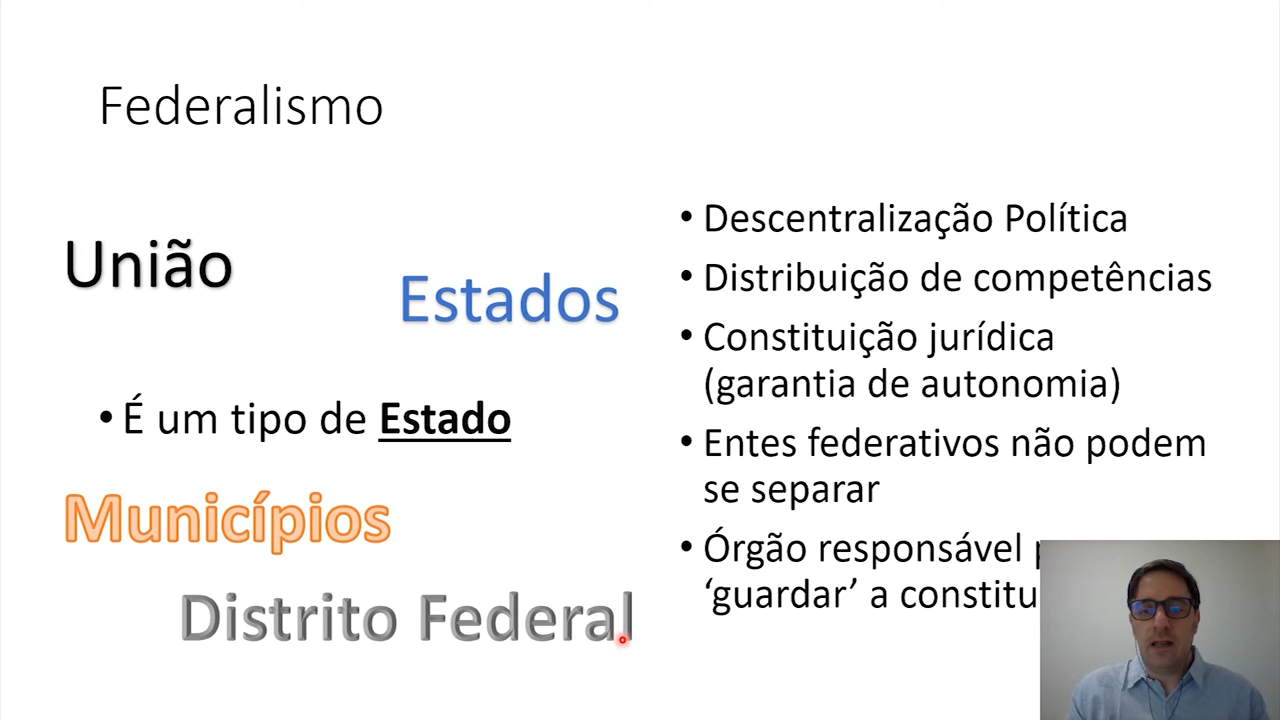 Federalismo
União
Estados
• É um tipo de Estado
Municípios
Distrito Federal
• Descentralização Política
• Distribuição de competências
• Constituição jurídica
(garantia de autonomia)
• Entes federativos não podem
se separar
• Órgão responsável
‘guardar’ a